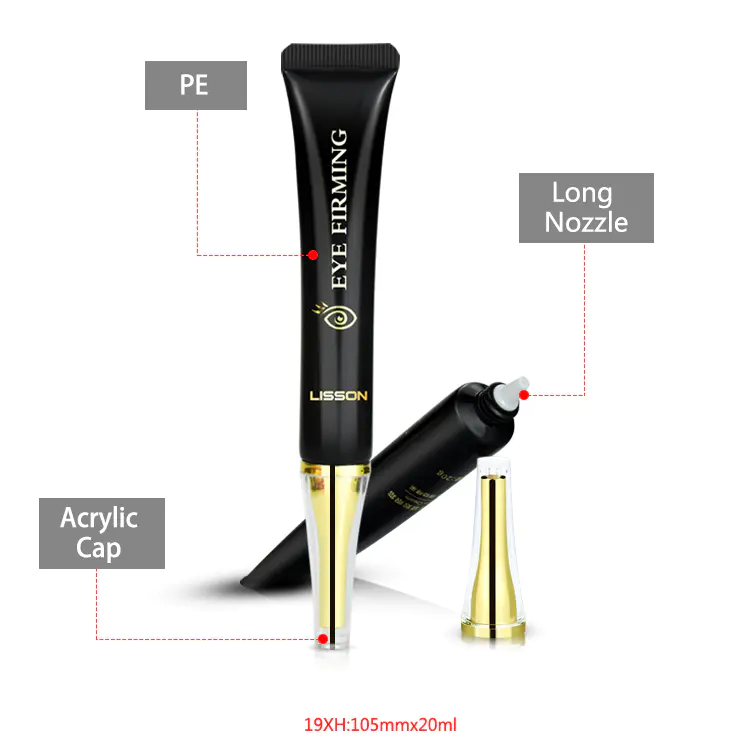 PE
Long
Nozzle
EYE FIRMING
LISSON
Acrylic
Cap
19XH:105mmx20ml